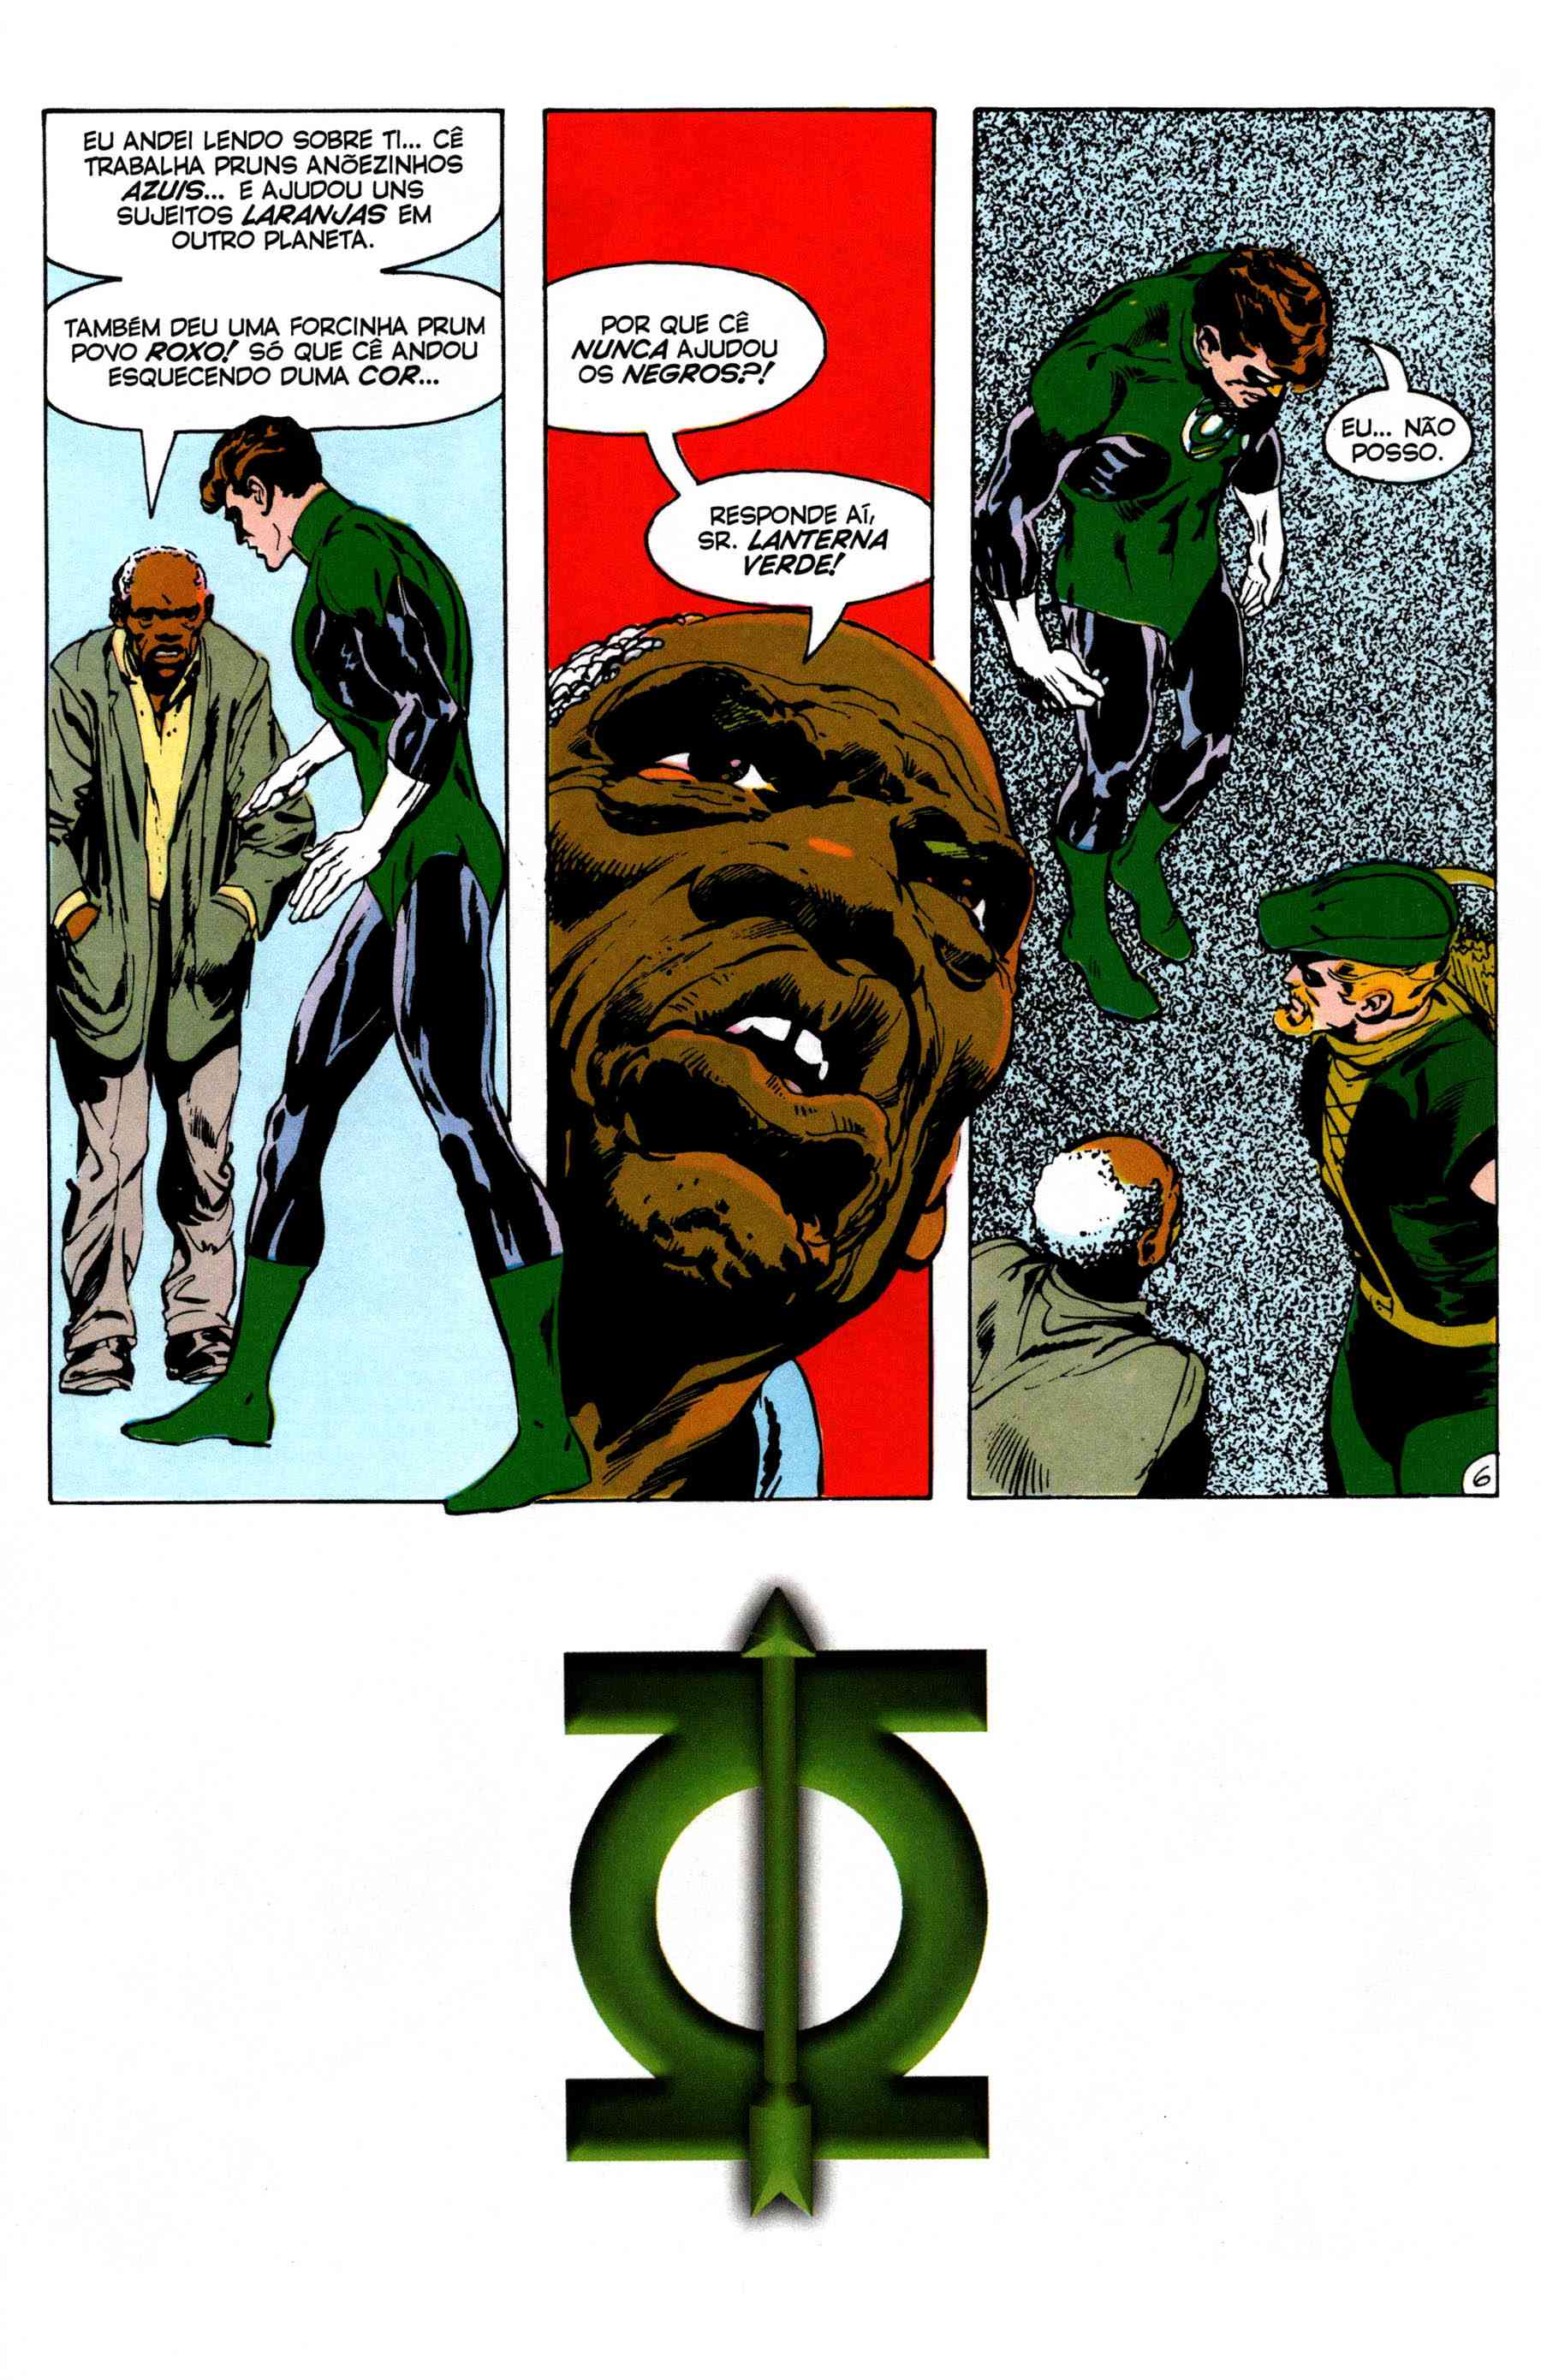 EU ANDEI LENDO SOBRE TI... CÊ
TRABALHA PRUNS ANÕEZINHOS
AZUIS... E AJUDOU UNS
SUJEITOS LARANJAS EM
OUTRO PLANETA.
TAMBÉM DEU UMA FORCINHA PRUM
POVO ROXO! SÓ QUE CÊ ANDOU
ESQUECENDO DUMA COR...
POR QUE CÊ
NUNCA AJUDOU
OS NEGROS?!
RESPONDE AÍ,
SR. LANTERNA
VERDE!
EU... NÃO
POSSO.
6